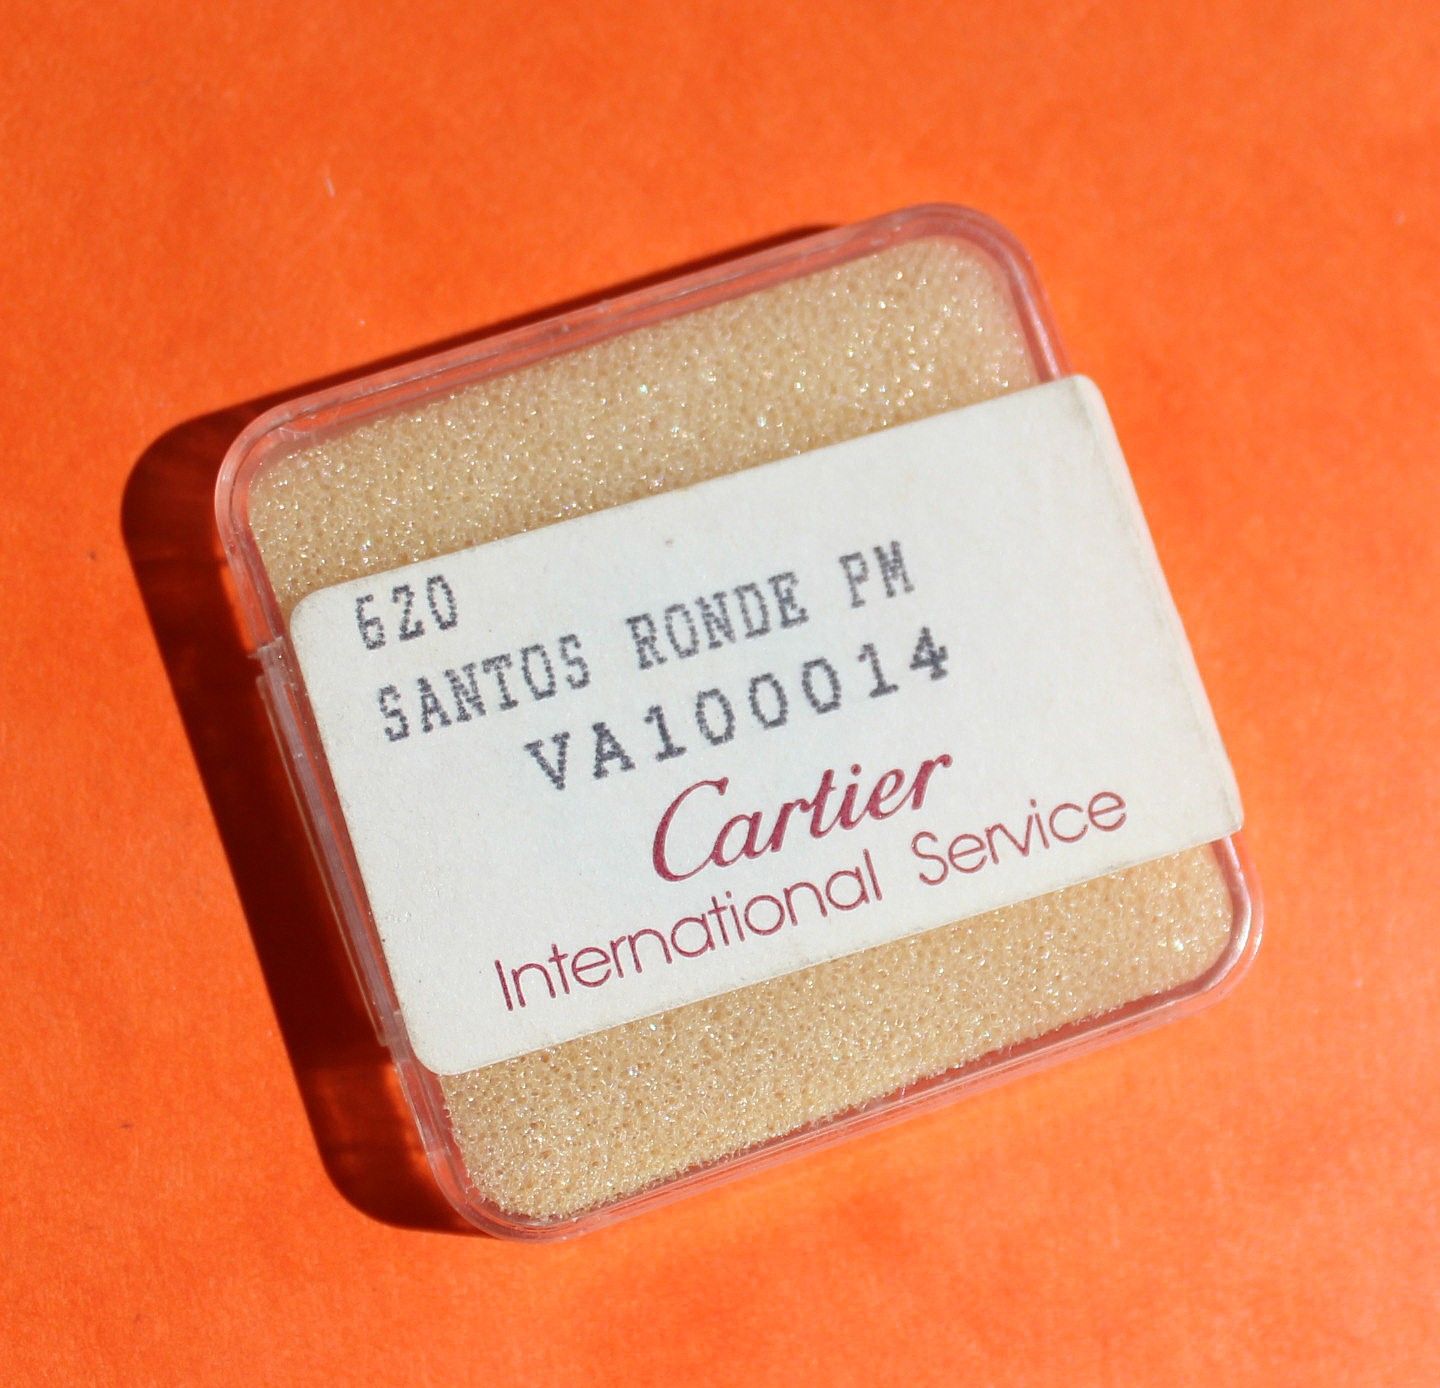 620
SANTOS RONDE PM
VA100014
Cartier
International Service